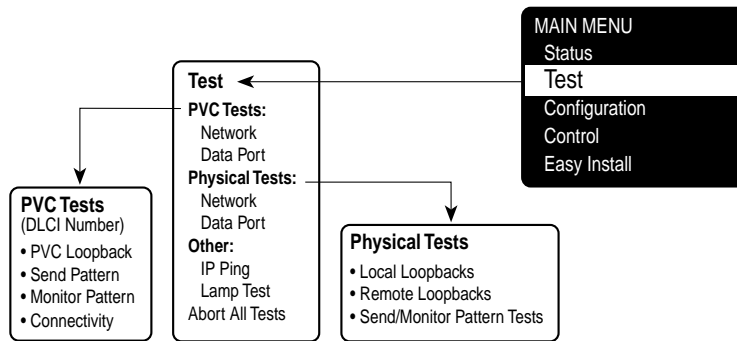 MAIN MENU
Status
Test
Configuration
Control
Easy Install
Test
PVC Tests:
Network
Data Port
Physical Tests:
Network
Data Port
Other:
IP Ping
Lamp Test
Abort All Tests
PVC Tests
(DLCI Number)
• PVC Loopback
• Send Pattern
• Monitor Pattern
• Connectivity
Physical Tests
• Local Loopbacks
• Remote Loopbacks
• Send/Monitor Pattern Tests